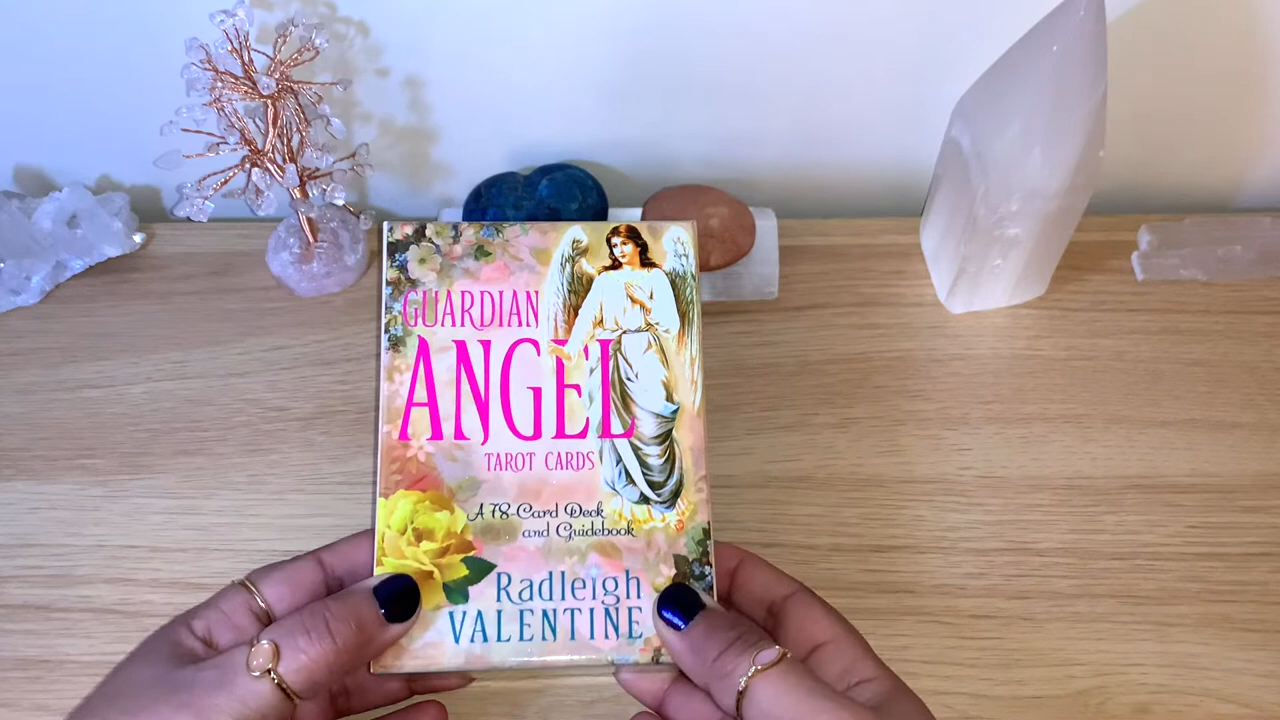 GUARDIAN
ANGEL
TAROT CARDS
A 78-Card Deck
and Guidebook
Radleigh
VALENTINE